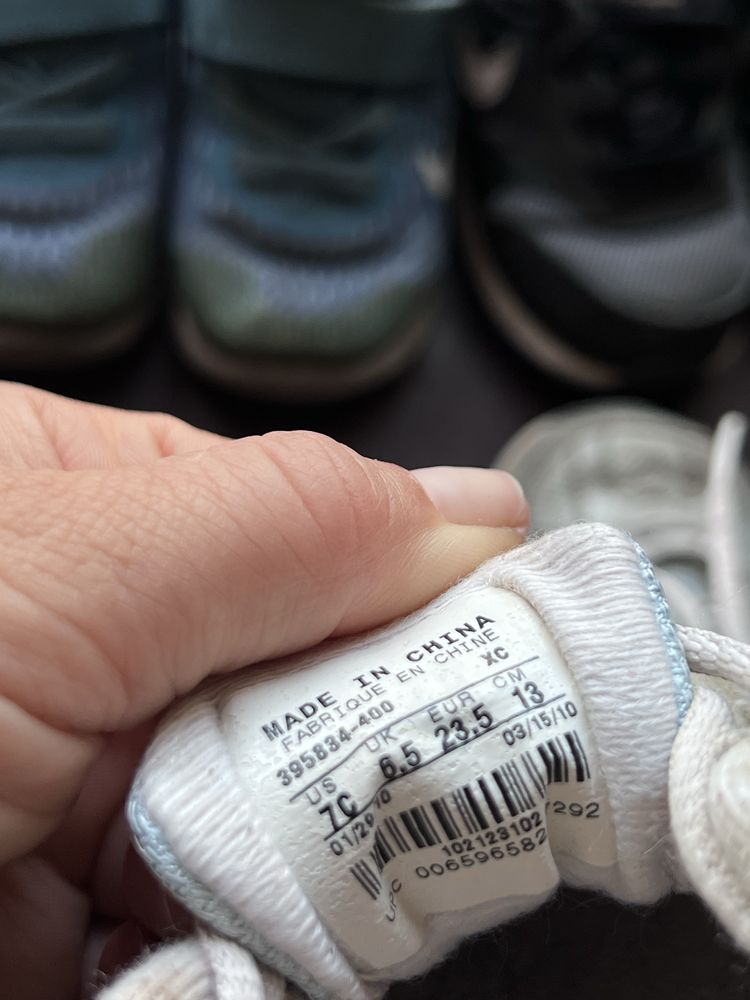 MADE IN CHINA
FABRIQUE EN CHINE
395834-400 XC
US UK EUR CM
7C 6.5 23.5 13
03/15/10
102123102
UPC